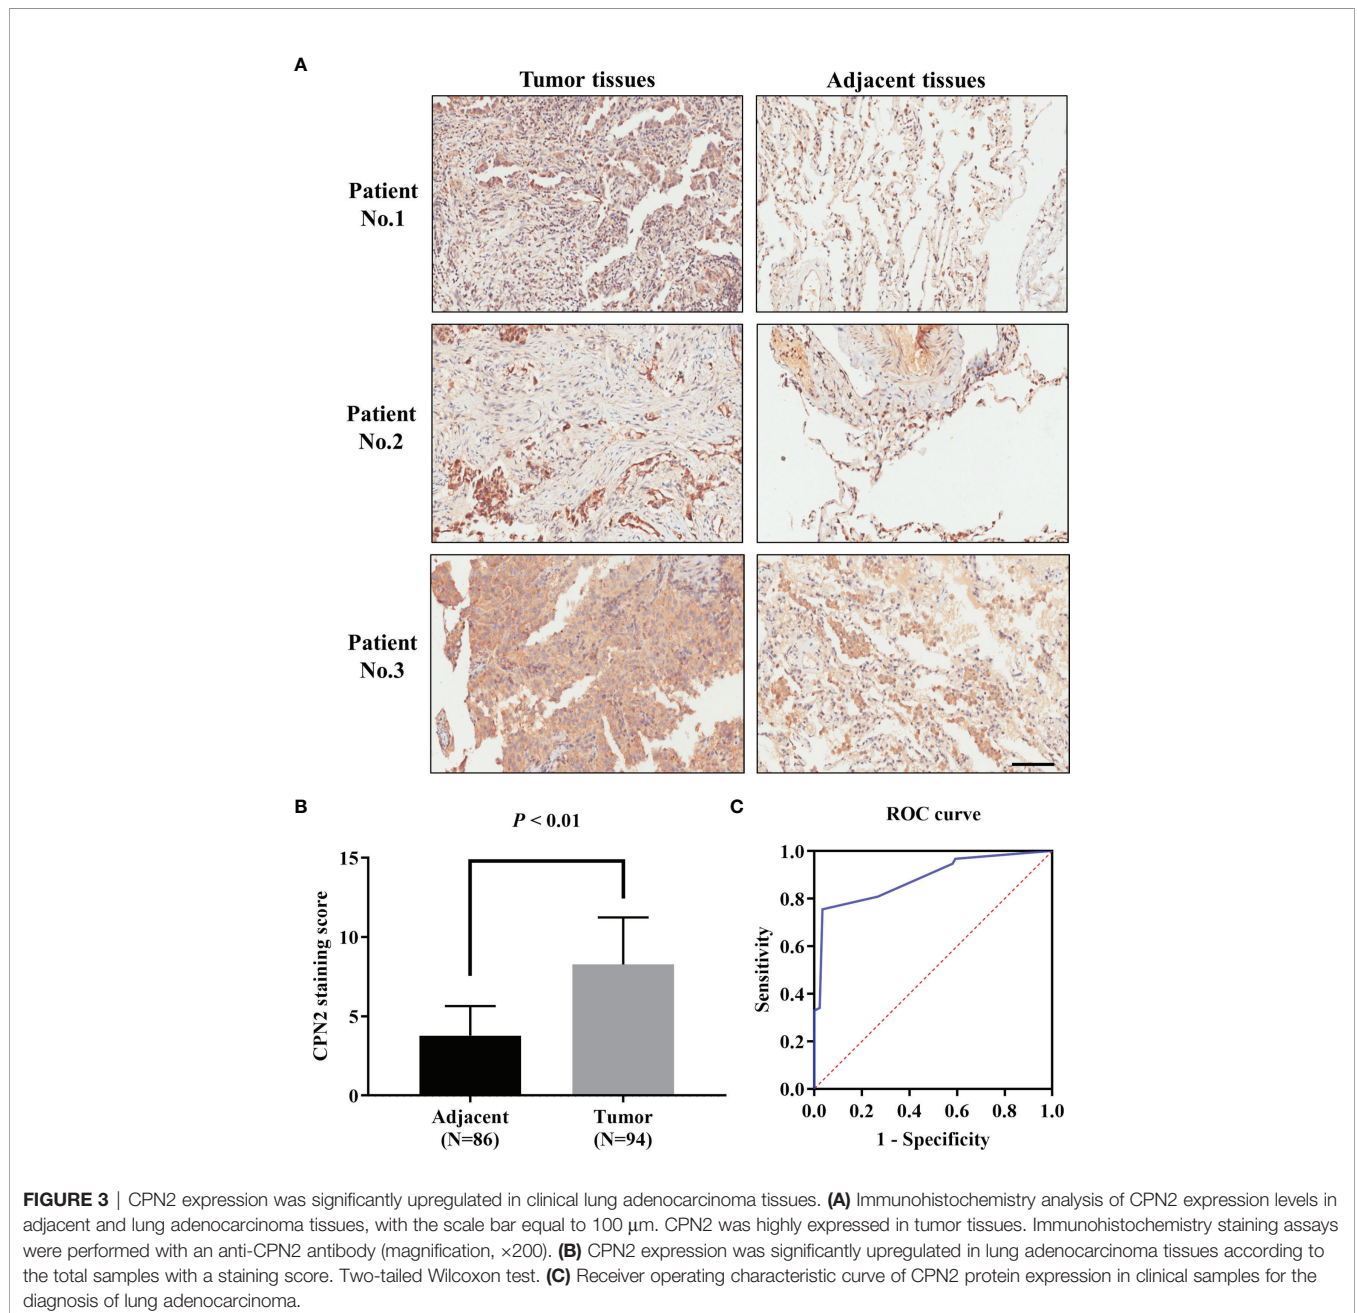 A
Tumor tissues
Adjacent tissues
Patient
No.1
Patient
No.2
Patient
No.3
B
P < 0.01
15
10
5
0
CPN2 staining score
Adjacent
(N=86)
Tumor
(N=94)
C
ROC curve
1.0
0.8
0.6
0.4
0.2
0.0
Sensitivity
0.0 0.2 0.4 0.6 0.8 1.0
1 - Specificity
FIGURE 3 | CPN2 expression was significantly upregulated in clinical lung adenocarcinoma tissues. (A) Immunohistochemistry analysis of CPN2 expression levels in
adjacent and lung adenocarcinoma tissues, with the scale bar equal to 100 μm. CPN2 was highly expressed in tumor tissues. Immunohistochemistry staining assays
were performed with an anti-CPN2 antibody (magnification, ×200). (B) CPN2 expression was significantly upregulated in lung adenocarcinoma tissues according to
the total samples with a staining score. Two-tailed Wilcoxon test. (C) Receiver operating characteristic curve of CPN2 protein expression in clinical samples for the
diagnosis of lung adenocarcinoma.